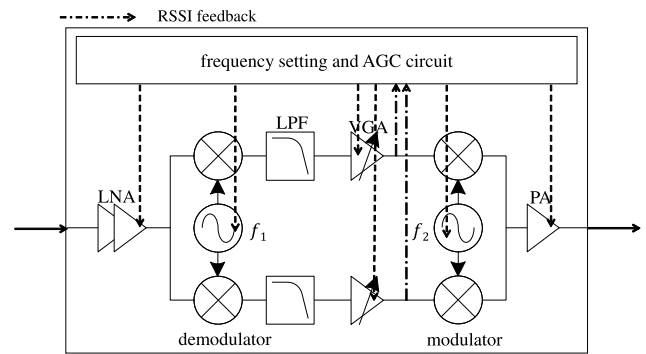 RSSI feedback
frequency setting and AGC circuit
LPF
VGA
LNA
PA
f₁
f₂
demodulator
modulator